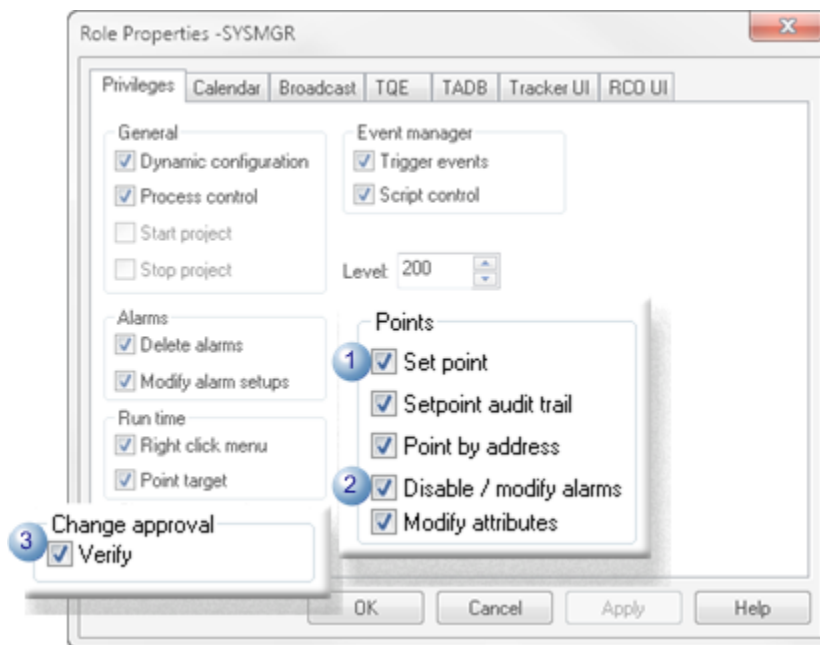 Role Properties -SYSMGR
Privileges Calendar Broadcast TQE TADB Tracker UI RCO UI
General
Dynamic configuration
Process control
Start project
Stop project
Event manager
Trigger events
Script control
Level: 200
Alarms
Delete alarms
Modify alarm setups
Run time
Right click menu
Point target
Points
1 Set point
Setpoint audit trail
Point by address
2 Disable / modify alarms
Modify attributes
Change approval
3 Verify
OK Cancel Apply Help